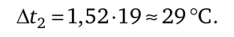 Δt₂ = 1,52·19 ≈ 29 °C.